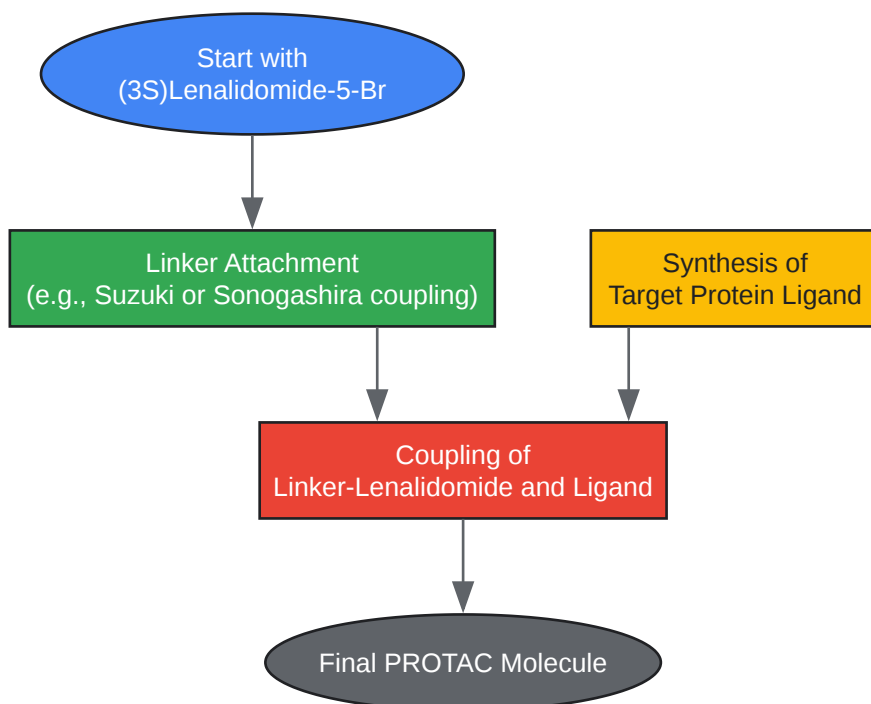 Start with
(3S)Lenalidomide-5-Br
Linker Attachment
(e.g., Suzuki or Sonogashira coupling)
Synthesis of
Target Protein Ligand
Coupling of
Linker-Lenalidomide and Ligand
Final PROTAC Molecule